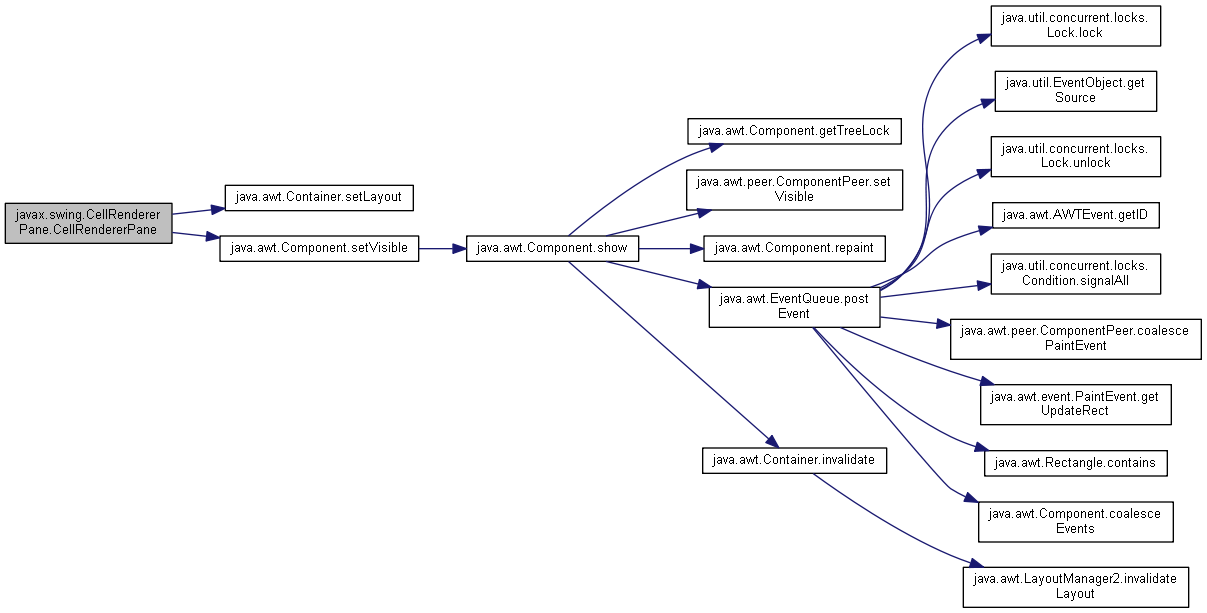 javax.swing.CellRenderer
Pane.CellRendererPane
java.awt.Container.setLayout
java.awt.Component.setVisible
java.awt.Component.show
java.awt.Component.getTreeLock
java.awt.peer.ComponentPeer.set
Visible
java.awt.Component.repaint
java.awt.EventQueue.post
Event
java.awt.Container.invalidate
java.util.concurrent.locks.
Lock.lock
java.util.EventObject.get
Source
java.util.concurrent.locks.
Lock.unlock
java.awt.AWTEvent.getID
java.util.concurrent.locks.
Condition.signalAll
java.awt.peer.ComponentPeer.coalesce
PaintEvent
java.awt.event.PaintEvent.get
UpdateRect
java.awt.Rectangle.contains
java.awt.Component.coalesce
Events
java.awt.LayoutManager2.invalidate
Layout